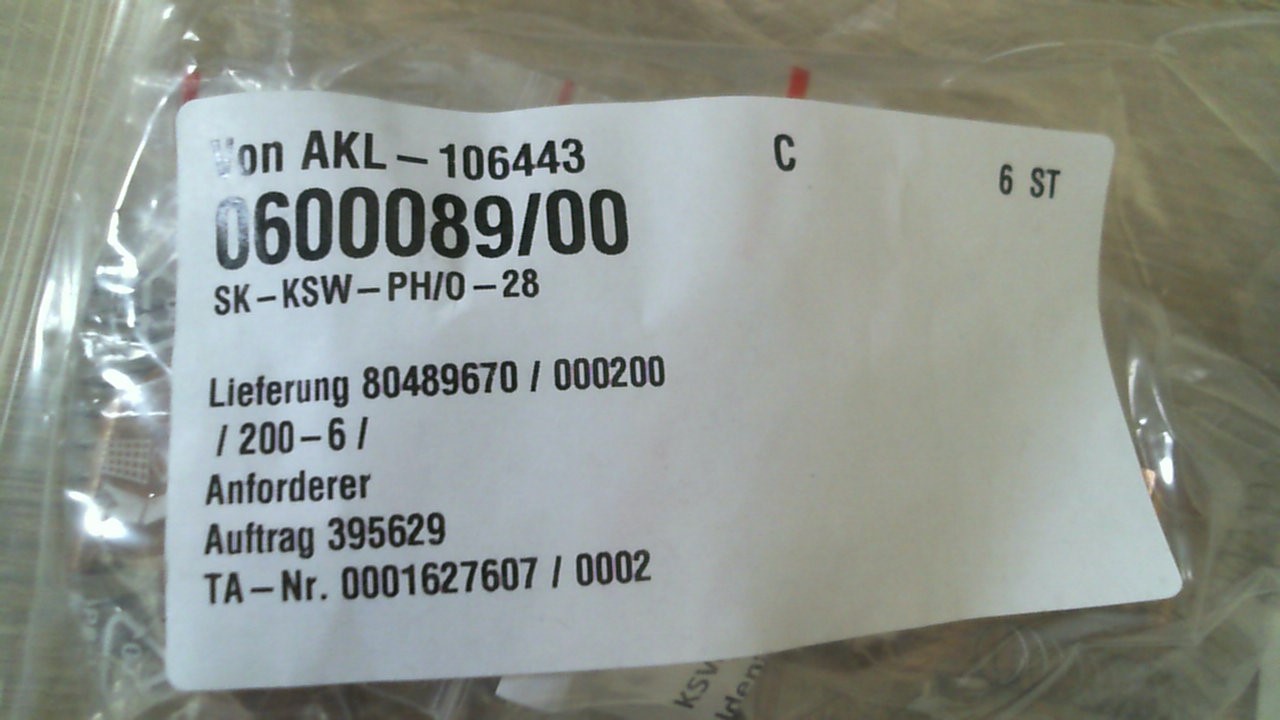 Von AKL-106443 C 6 ST
0600089/00
SK-KSW-PH/O-28
Lieferung 80489670 / 000200
/ 200-6 /
Anforderer
Auftrag 395629
TA-Nr. 0001627607 / 0002
KSW